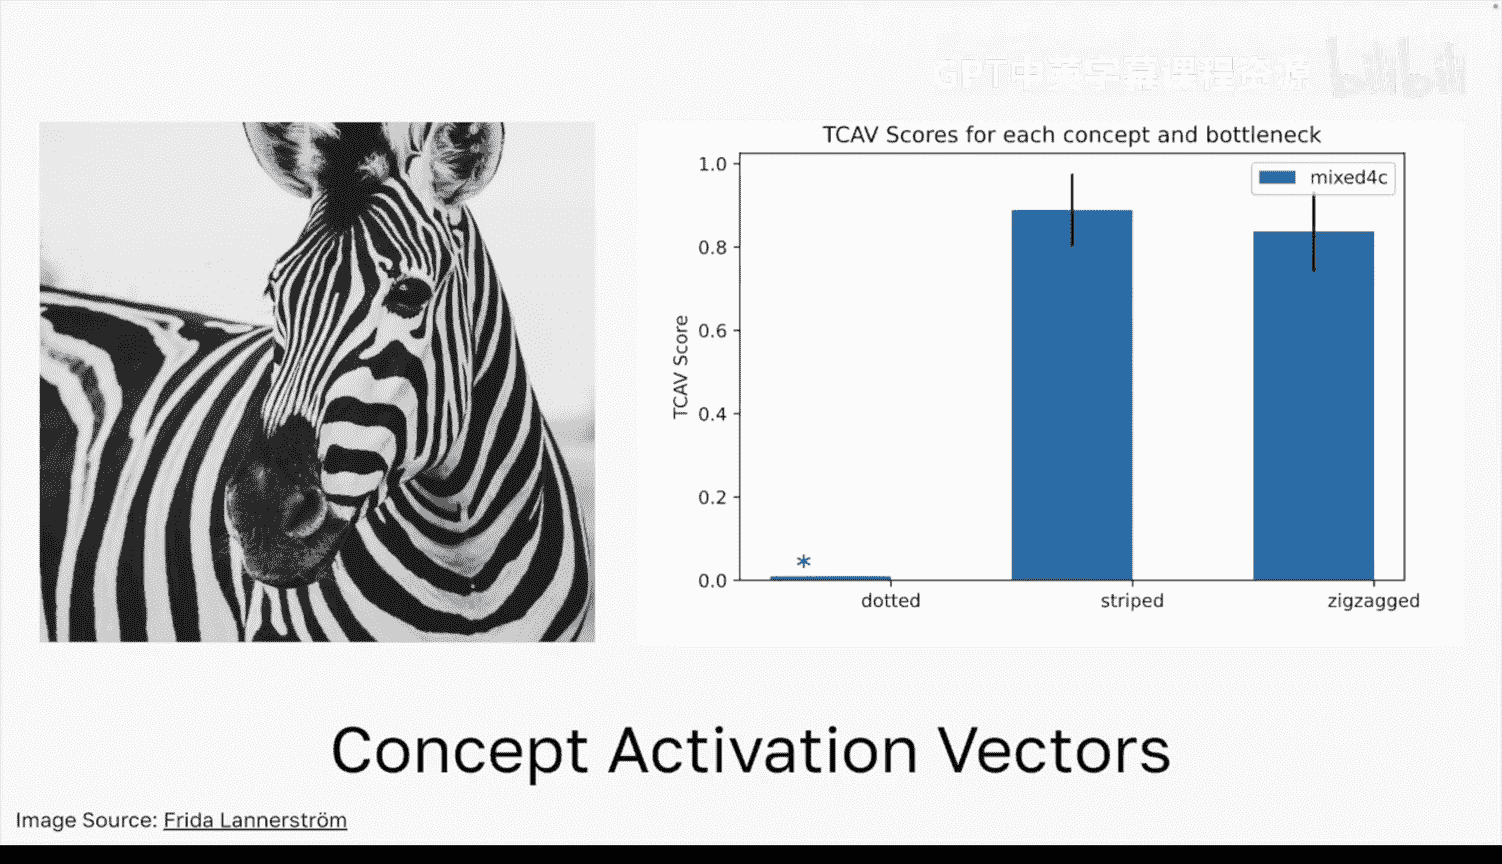 GPT中英字幕课程资源 bilibili
TCAV Scores for each concept and bottleneck
mixed4c
TCAV Score
1.0
0.8
0.6
0.4
0.2
0.0
*
dotted striped zigzagged
Concept Activation Vectors
Image Source: Frida Lannerström